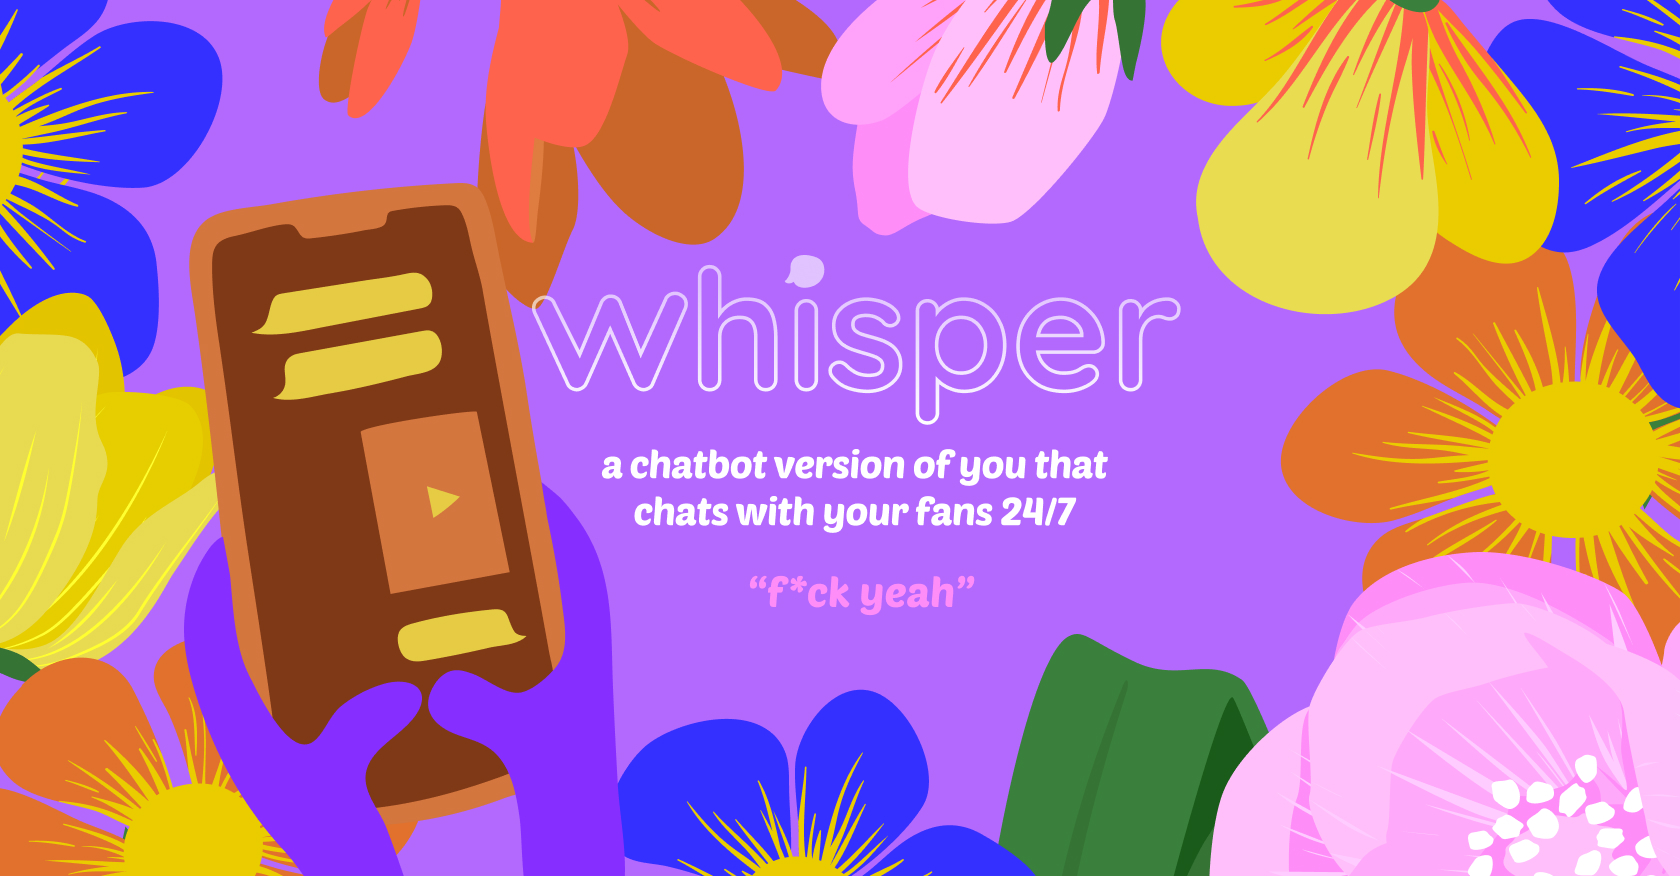 whisper
a chatbot version of you that
chats with your fans 24/7
“f*ck yeah”